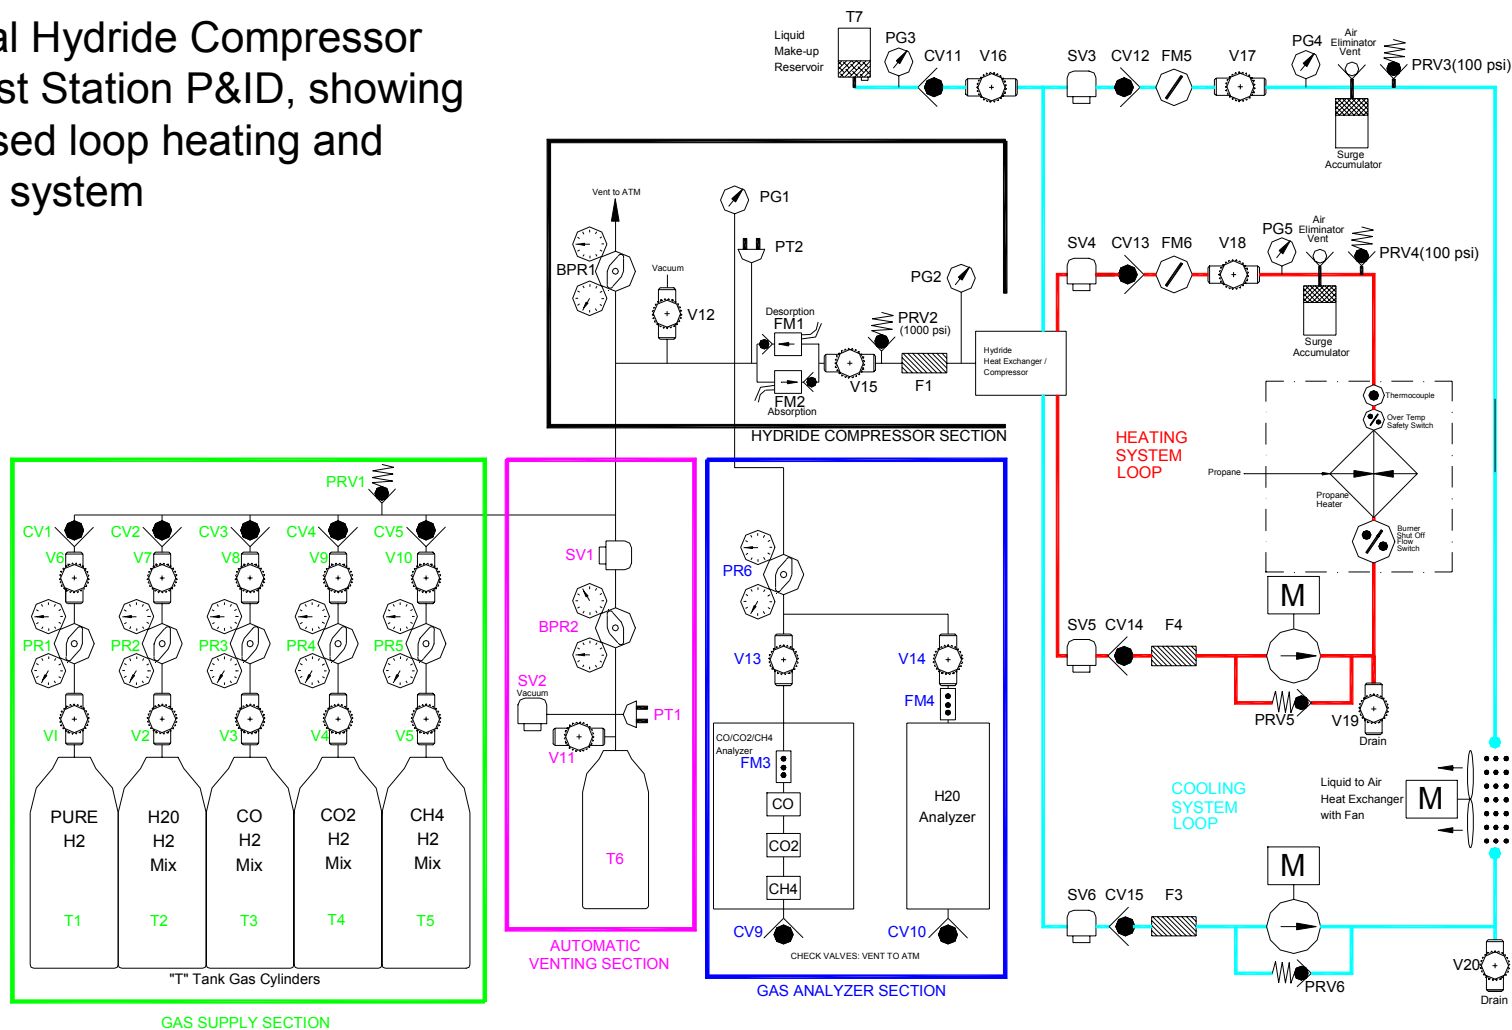 al Hydride Compressor
st Station P&ID, showing
sed loop heating and
system
T7
Liquid
Make-up
Reservoir
PG3
CV11
V16
SV3
CV12
FM5
V17
PG4
Air
Eliminator
Vent
PRV3(100 psi)
Surge
Accumulator
Vent to ATM
BPR1
Vacuum
V12
PG1
PT2
Desorption
FM1
FM2
Absorption
V15
PRV2
(1000 psi)
F1
PG2
Hydride
Heat Exchanger /
Compressor
HYDRIDE COMPRESSOR SECTION
SV4
CV13
FM6
V18
PG5
Air
Eliminator
Vent
PRV4(100 psi)
Surge
Accumulator
HEATING
SYSTEM
LOOP
Thermocouple
Over Temp
Safety Switch
Propane
Propane
Heater
Burner
Shut Off
Flow
Switch
M
SV5
CV14
F4
PRV5
V19
Drain
COOLING
SYSTEM
LOOP
Liquid to Air
Heat Exchanger
with Fan
M
M
SV6
CV15
F3
PRV6
V20
Drain
PRV1
CV1
CV2
CV3
CV4
CV5
V6
V7
V8
V9
V10
PR1
PR2
PR3
PR4
PR5
VI
V2
V3
V4
V5
PURE
H2
T1
H20
H2
Mix
T2
CO
H2
Mix
T3
CO2
H2
Mix
T4
CH4
H2
Mix
T5
"T" Tank Gas Cylinders
GAS SUPPLY SECTION
SV1
BPR2
SV2
Vacuum
PT1
V11
T6
AUTOMATIC
VENTING SECTION
PR6
V13
V14
FM4
CO/CO2/CH4
Analyzer
FM3
CO
CO2
CH4
H20
Analyzer
CV9
CV10
CHECK VALVES: VENT TO ATM
GAS ANALYZER SECTION